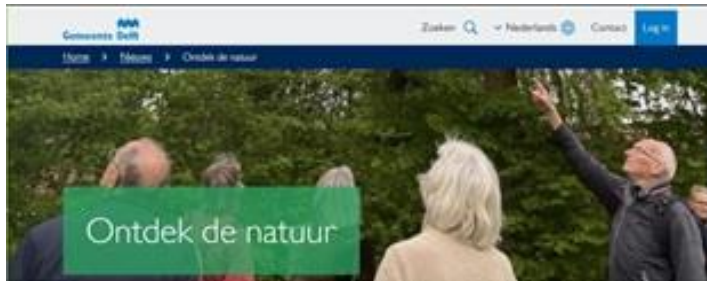 Gemeente Delft
Zoeken
Nederlands
Contact
Log in
Home > Nieuws > Ontdek de natuur
Ontdek de natuur